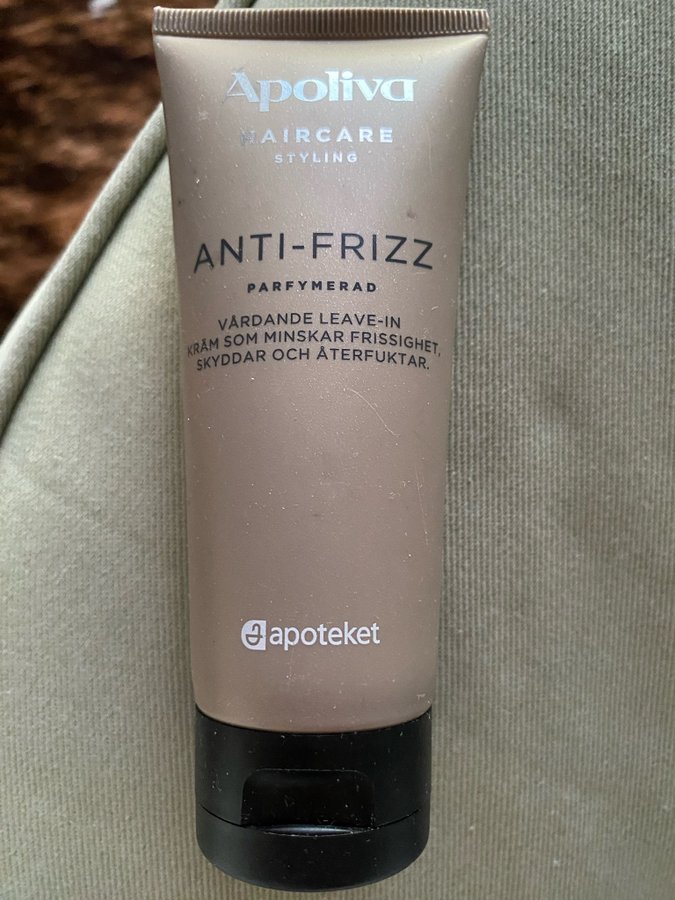 Apoliva
HAIRCARE
STYLING
ANTI-FRIZZ
PARFYMERAD
VÅRDANDE LEAVE-IN
KRÄM SOM MINSKAR FRISSIGHET,
SKYDDAR OCH ÅTERFUKTAR.
apoteket